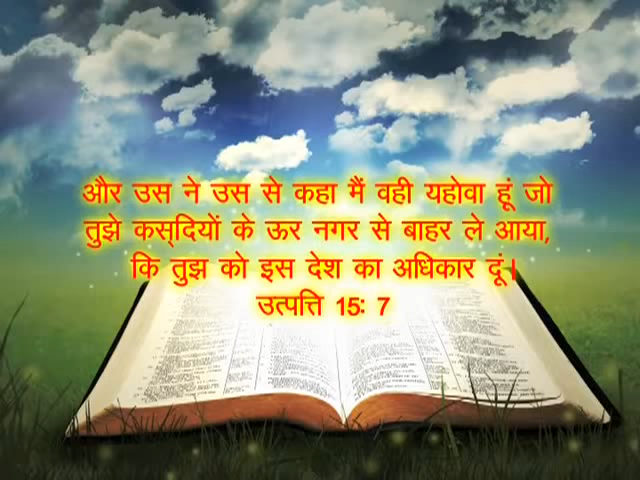 और उस ने उस से कहा मैं वही यहोवा हूं जो
तुझे कस्दियों के ऊर नगर से बाहर ले आया,
कि तुझ को इस देश का अधिकार दूं।
उत्पत्ति 15: 7